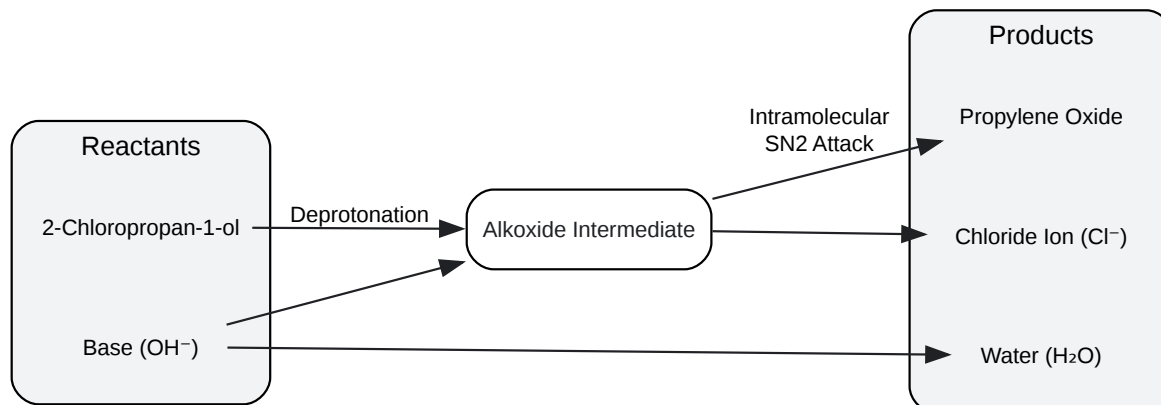 Reactants
2-Chloropropan-1-ol
Base (OH⁻)
Deprotonation
Alkoxide Intermediate
Intramolecular
SN2 Attack
Products
Propylene Oxide
Chloride Ion (Cl⁻)
Water (H₂O)